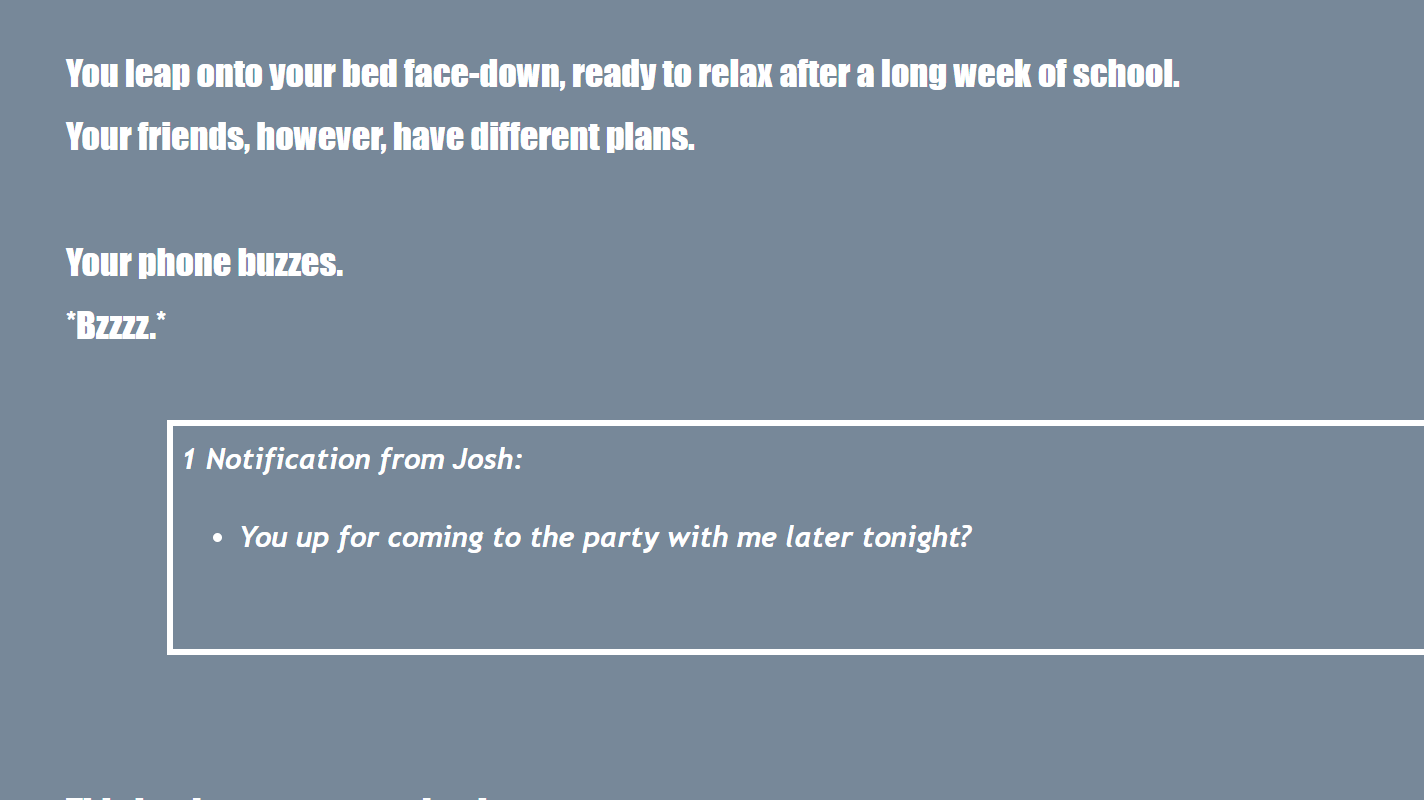 You leap onto your bed face-down, ready to relax after a long week of school.
Your friends, however, have different plans.
Your phone buzzes.
*Bzzzz.*
1 Notification from Josh:
• You up for coming to the party with me later tonight?